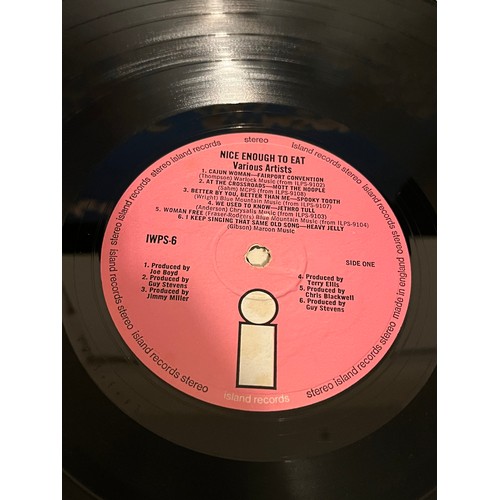 NICE ENOUGH TO EAT
Various Artists
1. CAJUN WOMAN—FAIRPORT CONVENTION
(Thompson) Warlock Music (from ILPS-9102)
2. AT THE CROSSROADS—MOTT THE HOOPLE
(Sahm) MCPS (from ILPS-9108)
3. BETTER BY YOU, BETTER THAN ME—SPOOKY TOOTH
(Wright) Blue Mountain Music (from ILPS-9107)
4. WE USED TO KNOW—JETHRO TULL
(Anderson) Chrysalis Music (from ILPS-9103)
5. WOMAN FREE (Fraser-Rodgers) Blue Mountain Music (from ILPS-9104)
6. I KEEP SINGING THAT SAME OLD SONG—HEAVY JELLY
(Gibson) Maroon Music
IWPS-6
SIDE ONE
1. Produced by
Joe Boyd
2. Produced by
Guy Stevens
3. Produced by
Jimmy Miller
4. Produced by
Terry Ellis
5. Produced by
Chris Blackwell
6. Produced by
Guy Stevens
i
island records
stereo island records stereo island records stereo island records stereo island records stereo island records stereo made in england stereo island records stereo